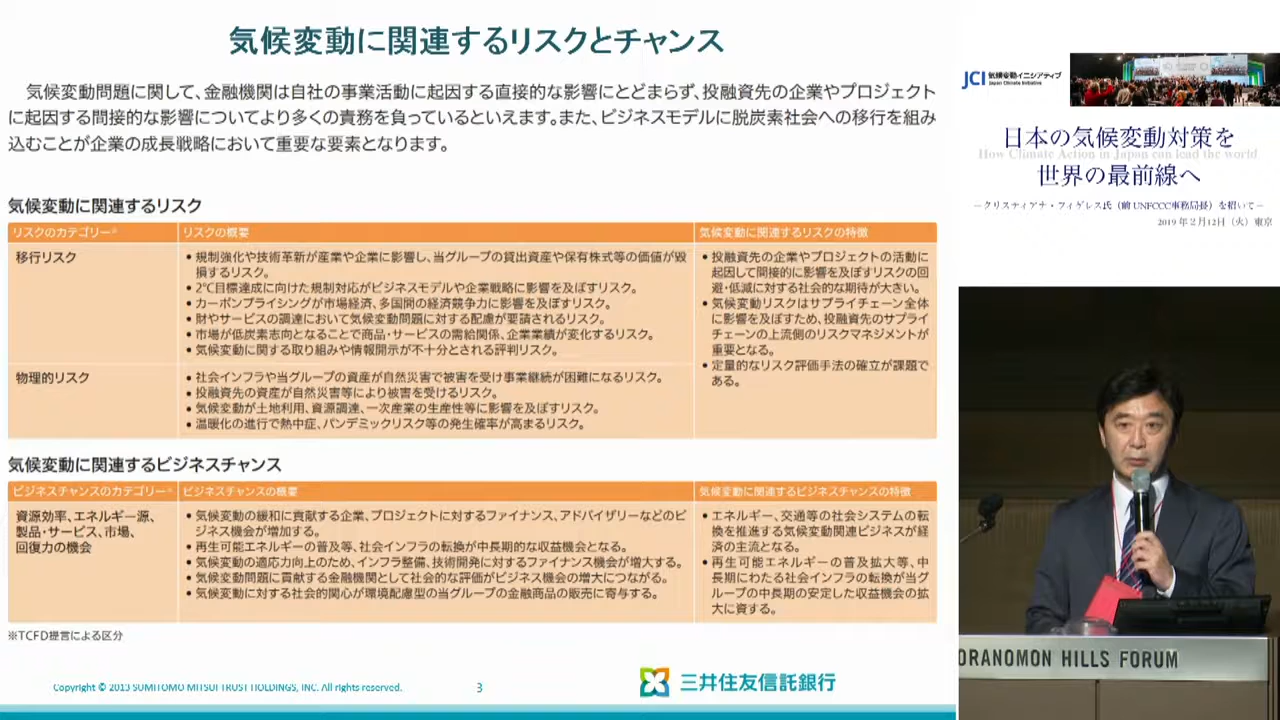 気候変動に関連するリスクとチャンス
気候変動問題に関して、金融機関は自社の事業活動に起因する直接的な影響にとどまらず、投融資先の企業やプロジェクト
に起因する間接的な影響についてより多くの責務を負っているといえます。また、ビジネスモデルに脱炭素社会への移行を組み
込むことが企業の成長戦略において重要な要素となります。
気候変動に関連するリスク
リスクのカテゴリー※
リスクの概要
気候変動に関連するリスクの特徴
移行リスク
• 規制強化や技術革新が産業や企業に影響し、当グループの貸出資産や保有株式等の価値が毀
損するリスク。
• 2℃目標達成に向けた規制対応がビジネスモデルや企業戦略に影響を及ぼすリスク。
• カーボンプライシングが市場経済、多国間の経済競争力に影響を及ぼすリスク。
• 財やサービスの調達において気候変動問題に対する配慮が要請されるリスク。
• 市場が低炭素志向となることで商品・サービスの需給関係、企業業績が変化するリスク。
• 気候変動に関する取り組みや情報開示が不十分とされる評判リスク。
• 投融資先の企業やプロジェクトの活動に
起因して間接的に影響を及ぼすリスクの回
避・低減に対する社会的な期待が大きい。
• 気候変動リスクはサプライチェーン全体
に影響を及ぼすため、投融資先のサプライ
チェーンの上流側のリスクマネジメントが
重要となる。
• 定量的なリスク評価手法の確立が課題で
ある。
物理的リスク
• 社会インフラや当グループの資産が自然災害で被害を受け事業継続が困難になるリスク。
• 投融資先の資産が自然災害等により被害を受けるリスク。
• 気候変動が土地利用、資源調達、一次産業の生産性等に影響を及ぼすリスク。
• 温暖化の進行で熱中症、パンデミックリスク等の発生確率が高まるリスク。
気候変動に関連するビジネスチャンス
ビジネスチャンスのカテゴリー※
ビジネスチャンスの概要
気候変動に関連するビジネスチャンスの特徴
資源効率、エネルギー源、
製品・サービス、市場、
回復力の機会
• 気候変動の緩和に貢献する企業、プロジェクトに対するファイナンス、アドバイザリーなどのビ
ジネス機会が増加する。
• 再生可能エネルギーの普及等、社会インフラの転換が中長期的な収益機会となる。
• 気候変動の適応力向上のため、インフラ整備、技術開発に対するファイナンス機会が増大する。
• 気候変動問題に貢献する金融機関として社会的な評価がビジネス機会の増大につながる。
• 気候変動に対する社会的関心が環境配慮型の当グループの金融商品の販売に寄与する。
• エネルギー、交通等の社会システムの転
換を推進する気候変動関連ビジネスが経
済の主流となる。
• 再生可能エネルギーの普及拡大等、中
長期にわたる社会インフラの転換が当グ
ループの中長期の安定した収益機会の拡
大に資する。
※TCFD提言による区分
Copyright © 2013 SUMITOMO MITSUI TRUST HOLDINGS, INC. All rights reserved.
3
三井住友信託銀行
JCI 気候変動イニシアティブ
Japan Climate Initiative
日本の気候変動対策を
How Climate Action in Japan can lead the world
世界の最前線へ
－クリスティアナ・フィゲレス氏（前 UNFCCC事務局長）を招いて－
2019 年 2 月12日（火）東京
ORANOMON HILLS FORUM